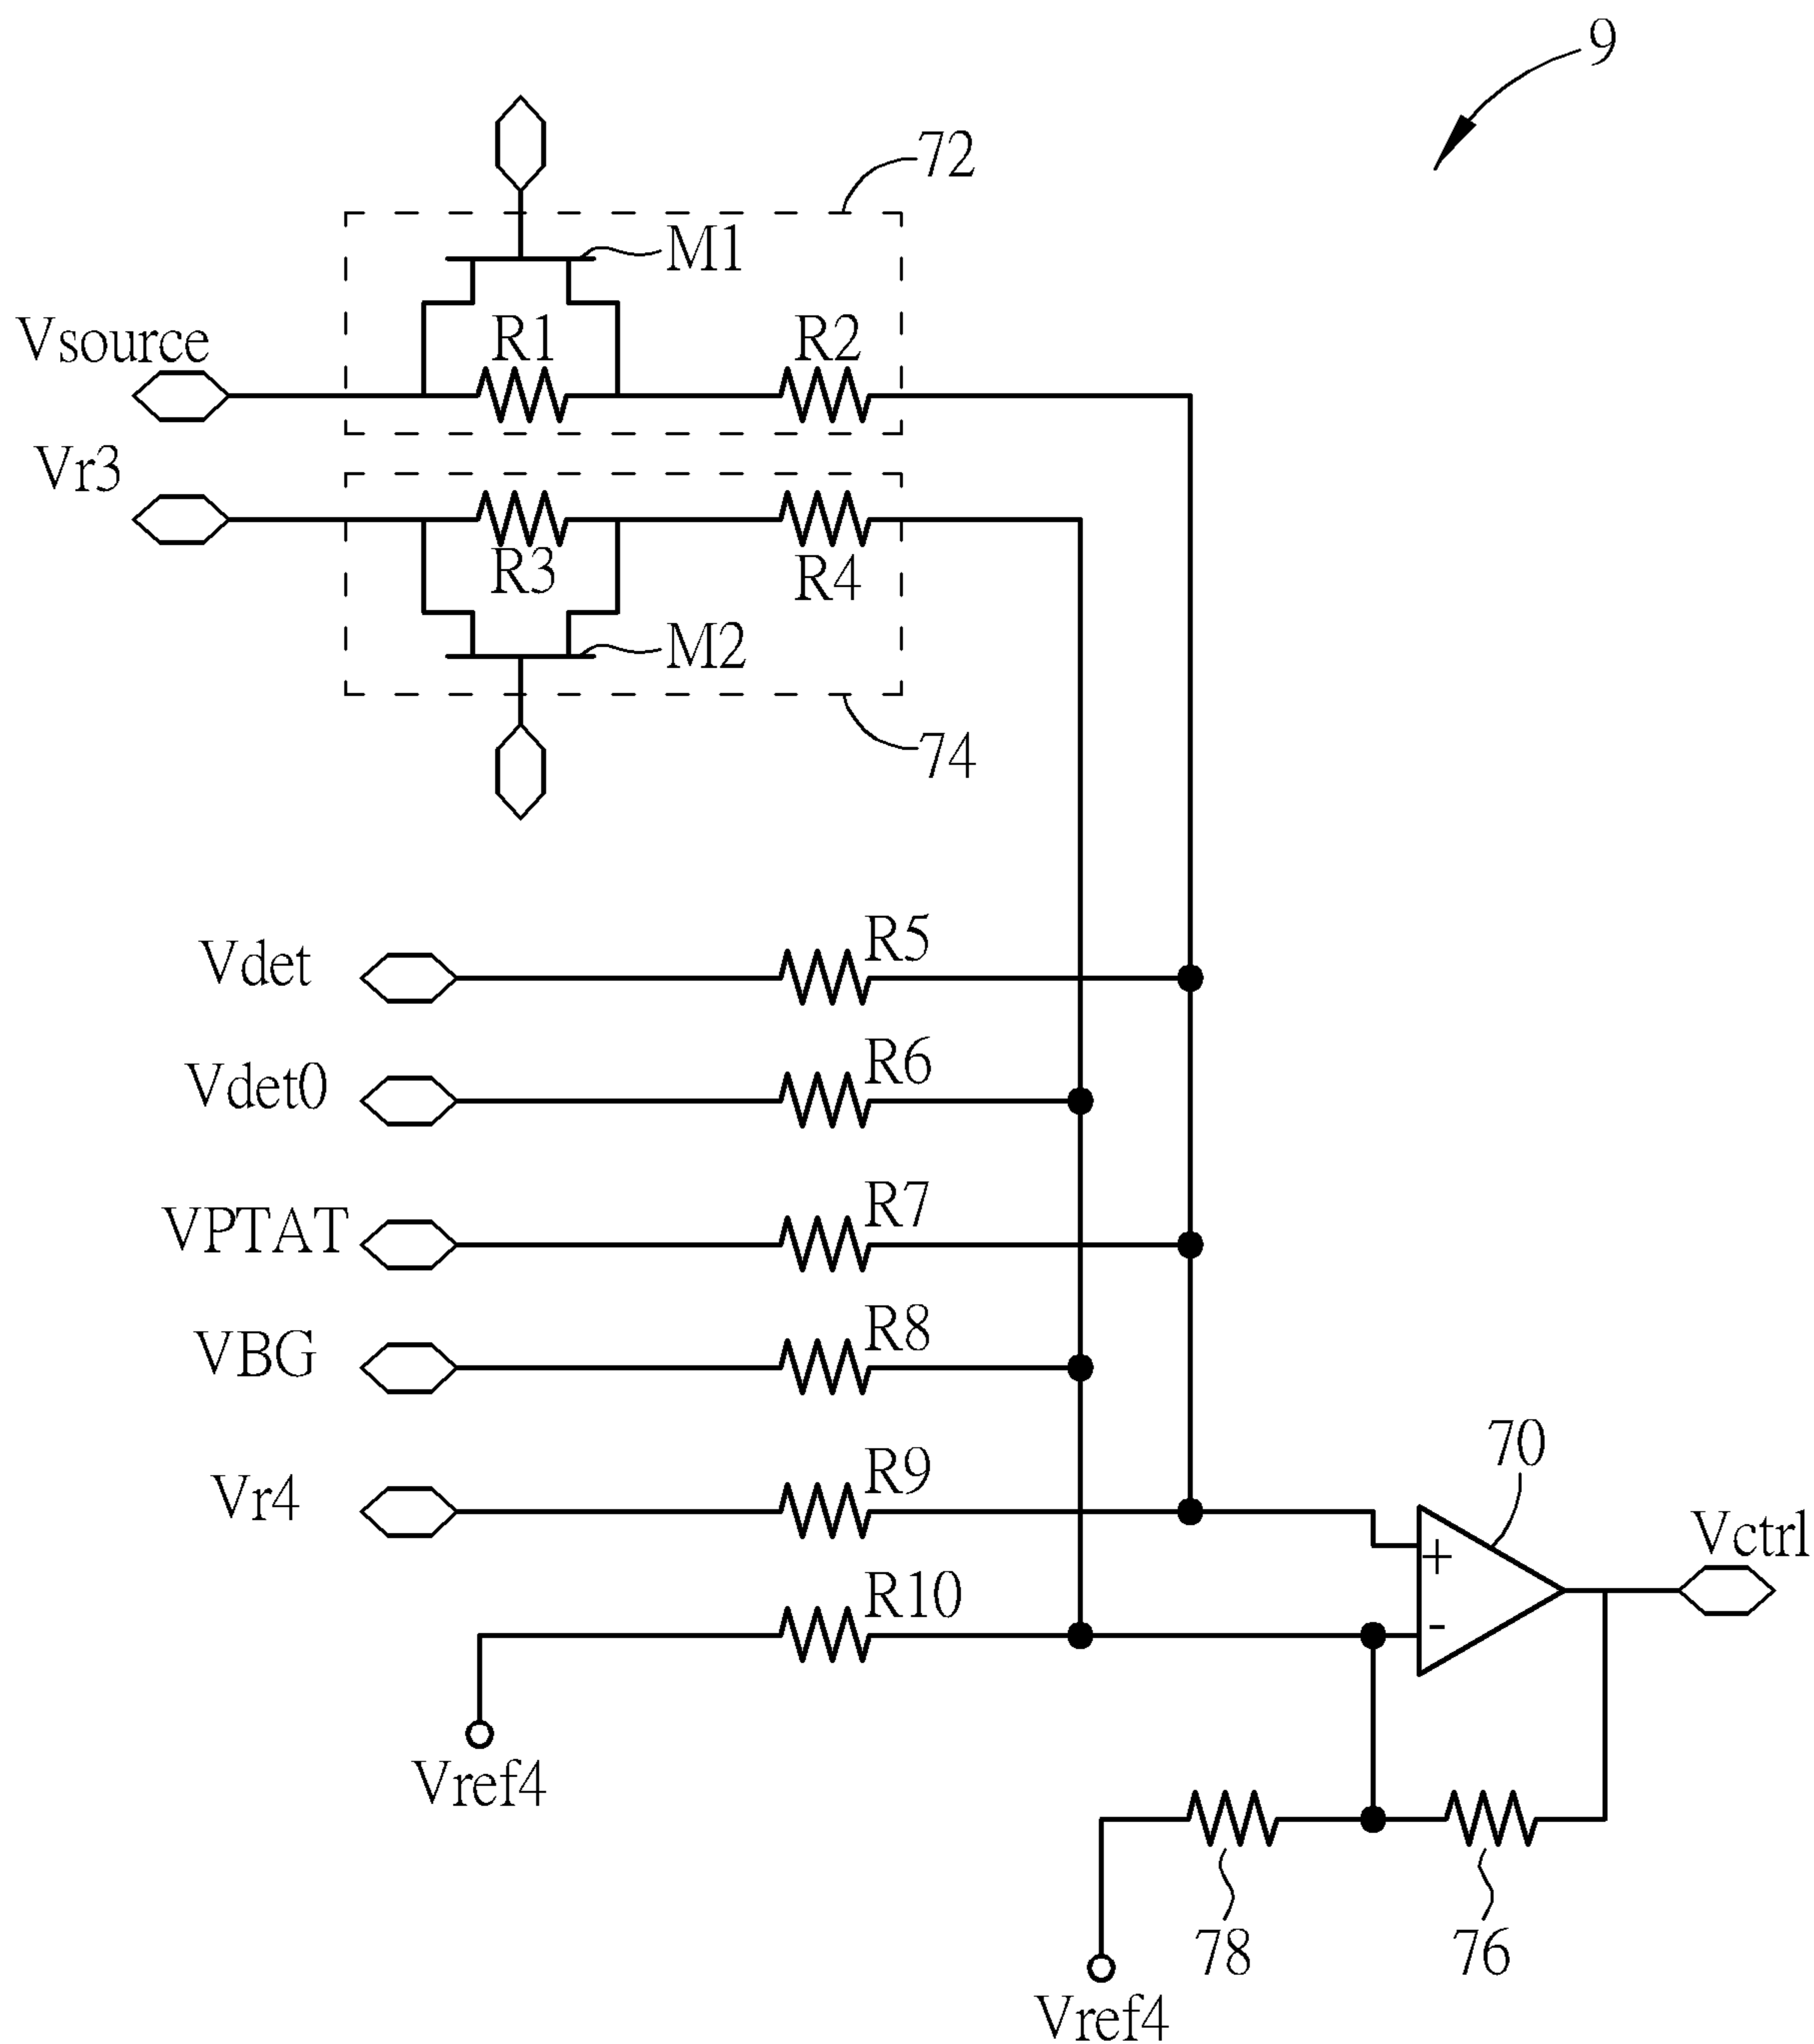 9
72
M1
Vsource
R1
R2
Vr3
R3
R4
M2
74
Vdet
R5
Vdet0
R6
VPTAT
R7
VBG
R8
Vr4
R9
70
+
Vctrl
R10
-
Vref4
78
76
Vref4